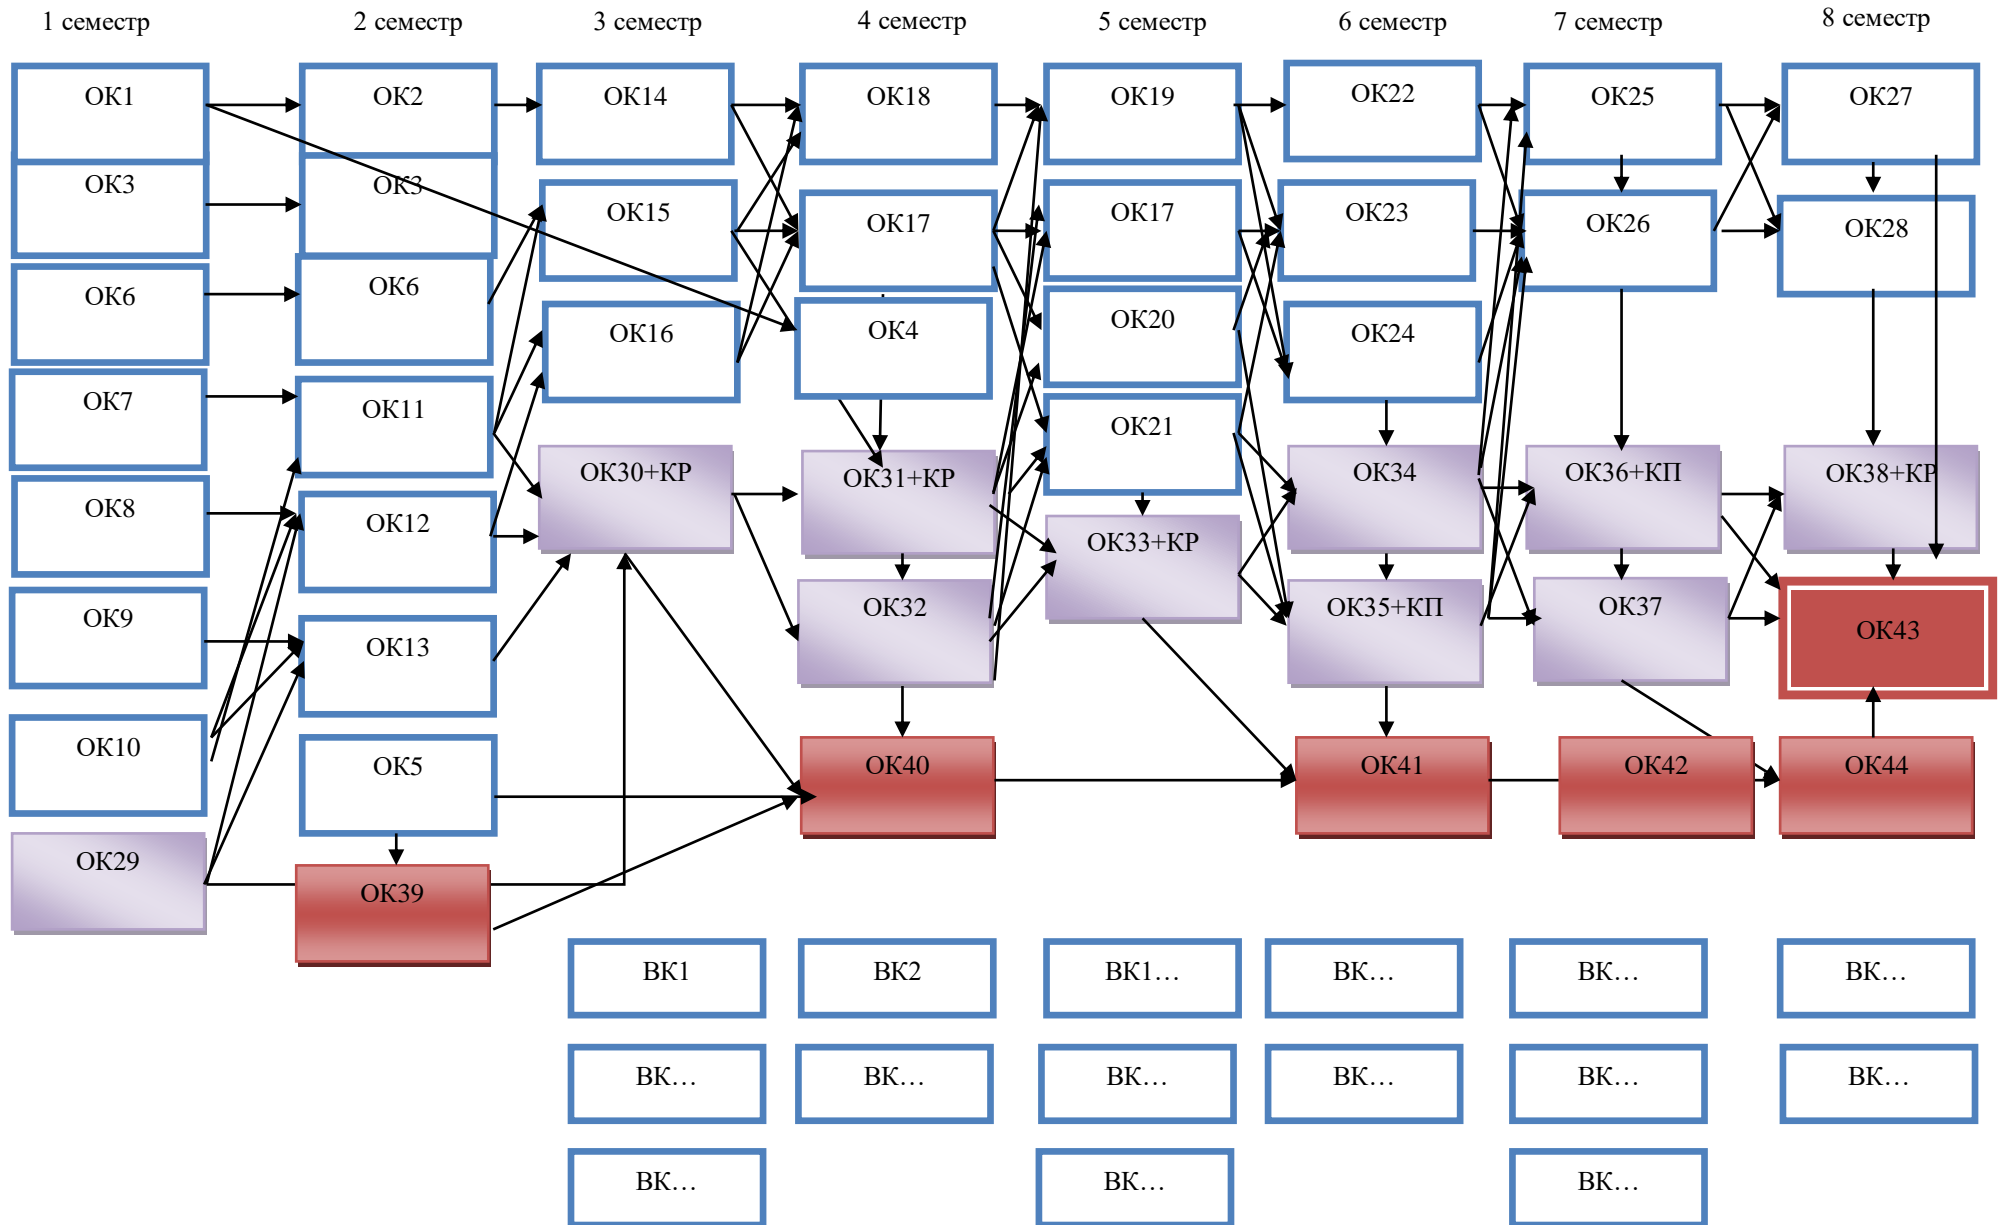 1 семестр
2 семестр
3 семестр
4 семестр
5 семестр
6 семестр
7 семестр
8 семестр
ОК1
ОК3
ОК6
ОК7
ОК8
ОК9
ОК10
ОК29
ОК2
ОК3
ОК6
ОК11
ОК12
ОК13
ОК5
ОК39
ОК14
ОК15
ОК16
ОК30+КР
ОК18
ОК17
ОК4
ОК31+КР
ОК32
ОК40
ОК19
ОК17
ОК20
ОК21
ОК33+КР
ОК22
ОК23
ОК24
ОК34
ОК35+КП
ОК41
ОК25
ОК26
ОК36+КП
ОК37
ОК42
ОК27
ОК28
ОК38+КР
ОК43
ОК44
ВК1
ВК2
ВК1…
ВК…
ВК…
ВК…
ВК…
ВК…
ВК…
ВК…
ВК…
ВК…
ВК…
ВК…
ВК…